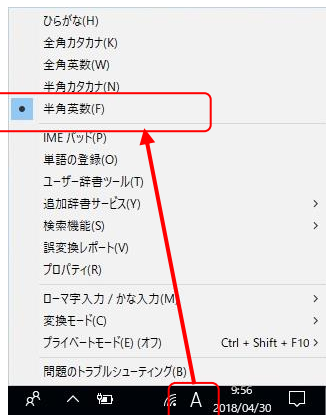 ひらがな(H)
全角カタカナ(K)
全角英数(W)
半角カタカナ(N)
半角英数(F)
IME パッド(P)
単語の登録(O)
ユーザー辞書ツール(T)
追加辞書サービス(Y)
検索機能(S)
誤変換レポート(V)
プロパティ(R)
ローマ字入力 / かな入力(M)
変換モード(C)
プライベートモード(E) (オフ) Ctrl + Shift + F10
問題のトラブルシューティング(B)
A 9:56
2018/04/30